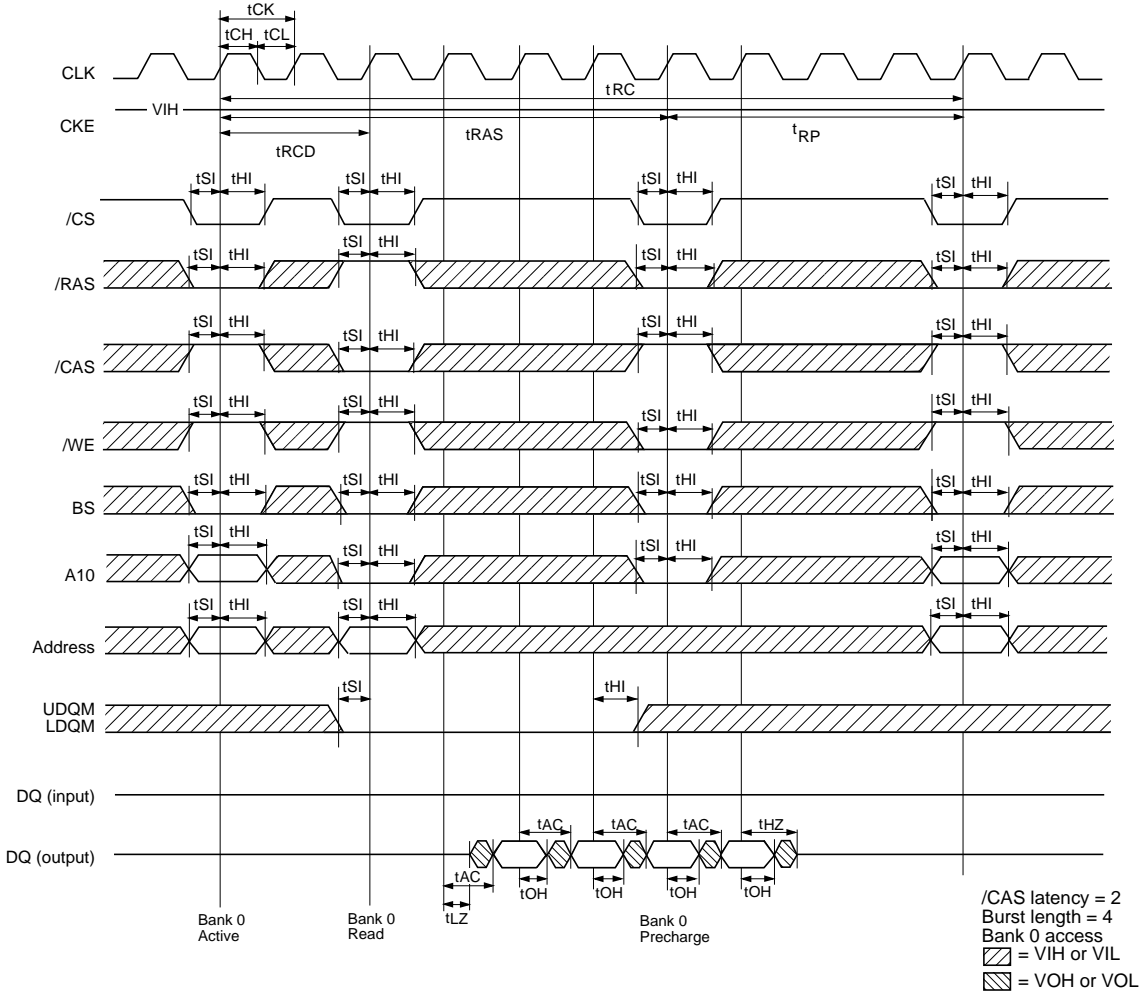 tCK
tCH tCL
CLK
tRC
VIH
CKE
tRAS
tRP
tRCD
tSI tHI tSI tHI tSI tHI tSI tHI
/CS
tSI tHI tSI tHI tSI tHI tSI tHI
/RAS
tSI tHI tSI tHI tSI tHI tSI tHI
/CAS
tSI tHI tSI tHI tSI tHI tSI tHI
/WE
tSI tHI tSI tHI tSI tHI tSI tHI
BS
tSI tHI tSI tHI tSI tHI tSI tHI
A10
tSI tHI tSI tHI tSI tHI
Address
tSI tHI
UDQM
LDQM
DQ (input)
tAC tAC tAC tHZ
DQ (output)
tAC
tOH tOH tOH tOH
tLZ
Bank 0
Active
Bank 0
Read
Bank 0
Precharge
/CAS latency = 2
Burst length = 4
Bank 0 access
= VIH or VIL
= VOH or VOL